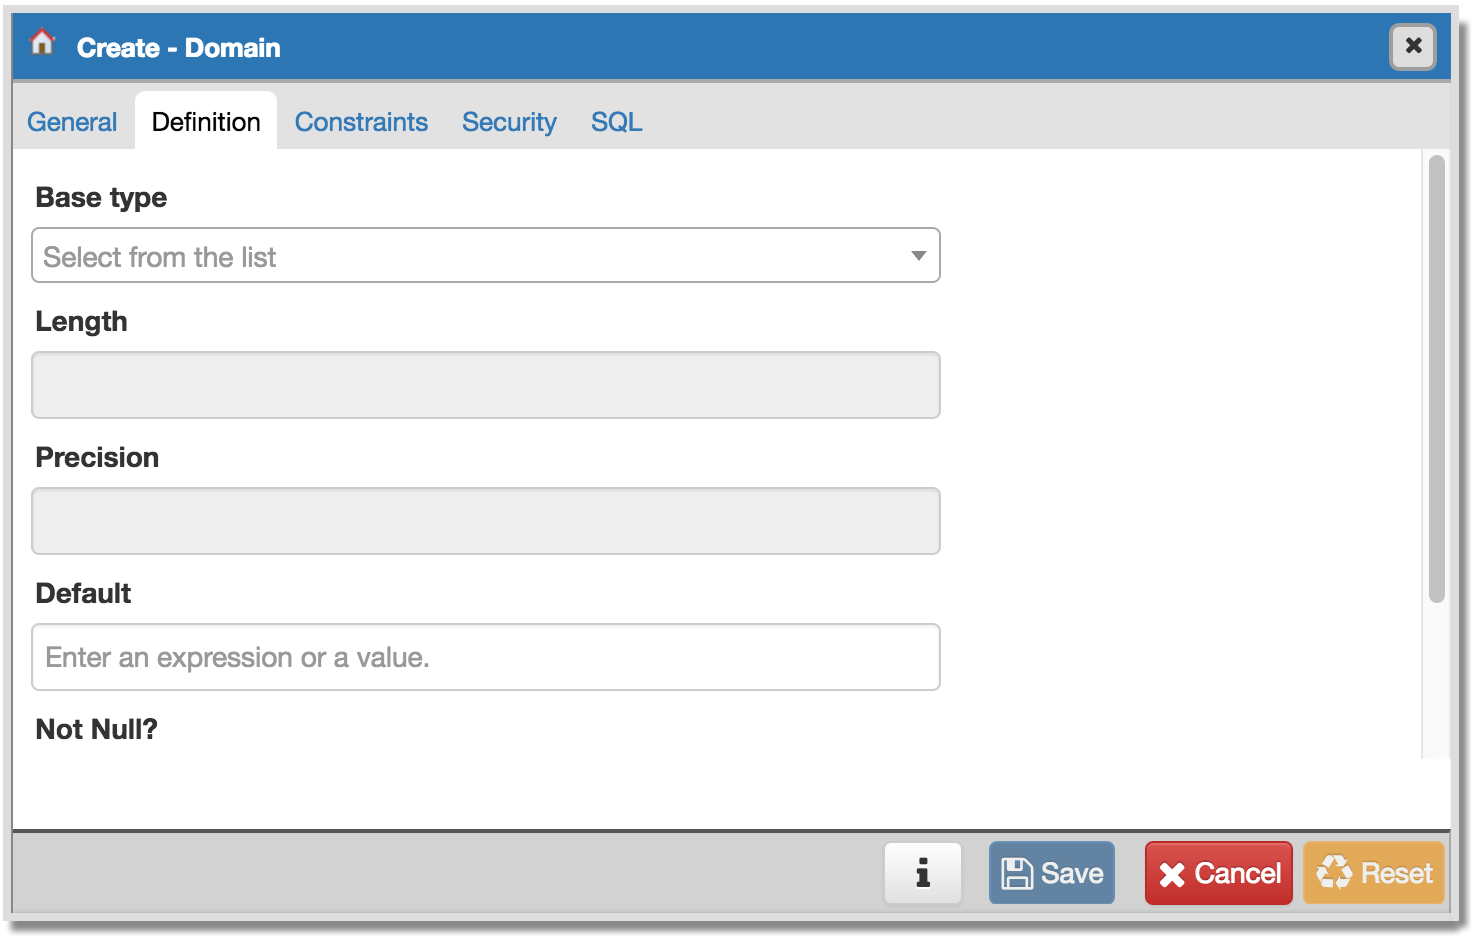 Create - Domain
General Definition Constraints Security SQL
Base type
Select from the list
Length
Precision
Default
Enter an expression or a value.
Not Null?
i Save Cancel Reset